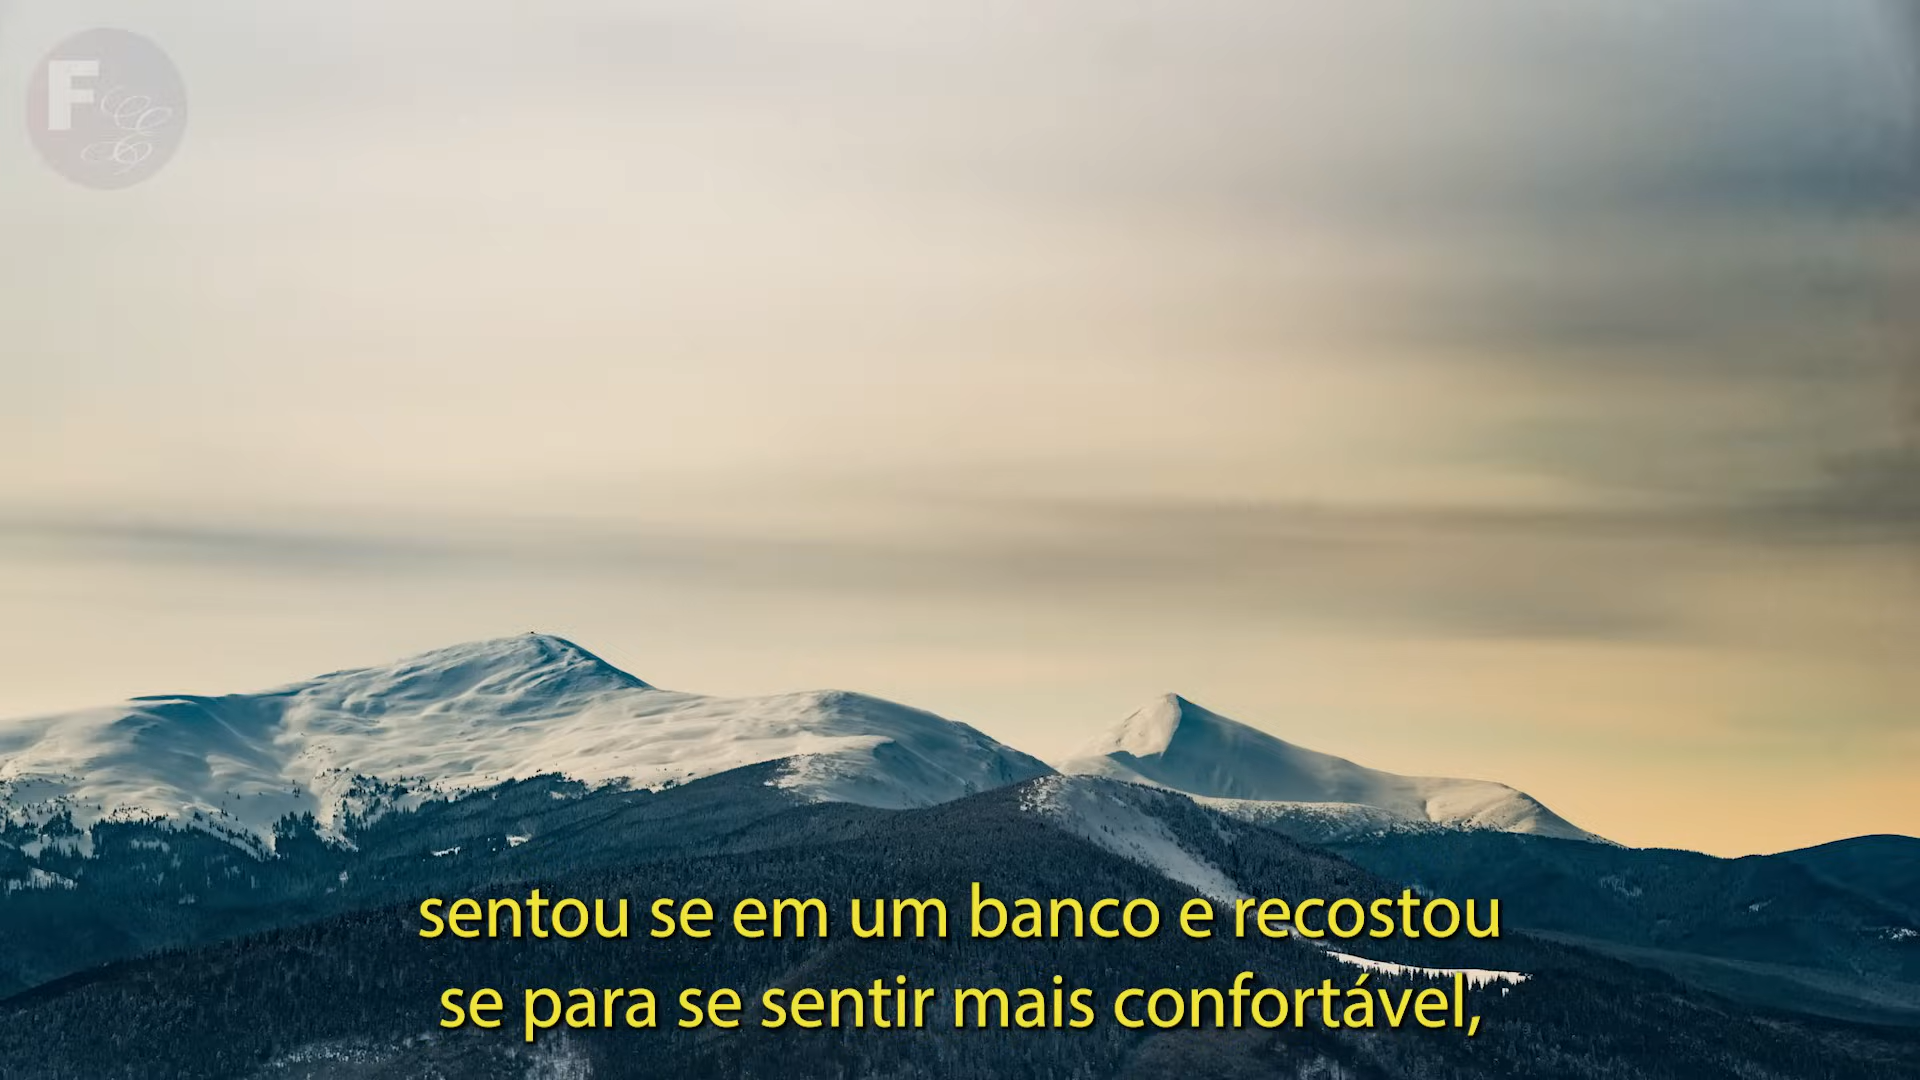 F
sentou se em um banco e recostou
se para se sentir mais confortável,